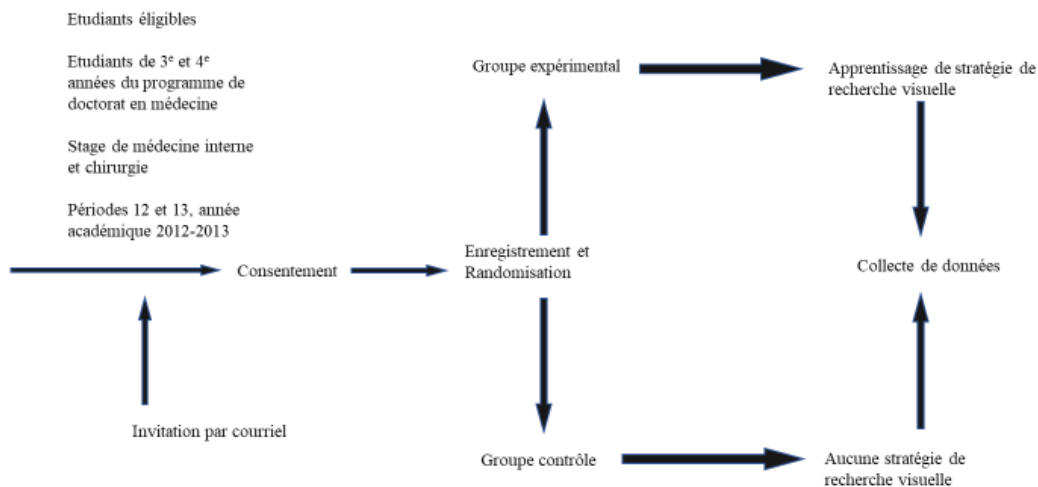 Etudiants éligibles
Etudiants de 3e et 4e
années du programme de
doctorat en médecine
Stage de médecine interne
et chirurgie
Périodes 12 et 13, année
académique 2012-2013
Consentement
Invitation par courriel
Enregistrement et
Randomisation
Groupe expérimental
Apprentissage de stratégie de
recherche visuelle
Groupe contrôle
Aucune stratégie de
recherche visuelle
Collecte de données